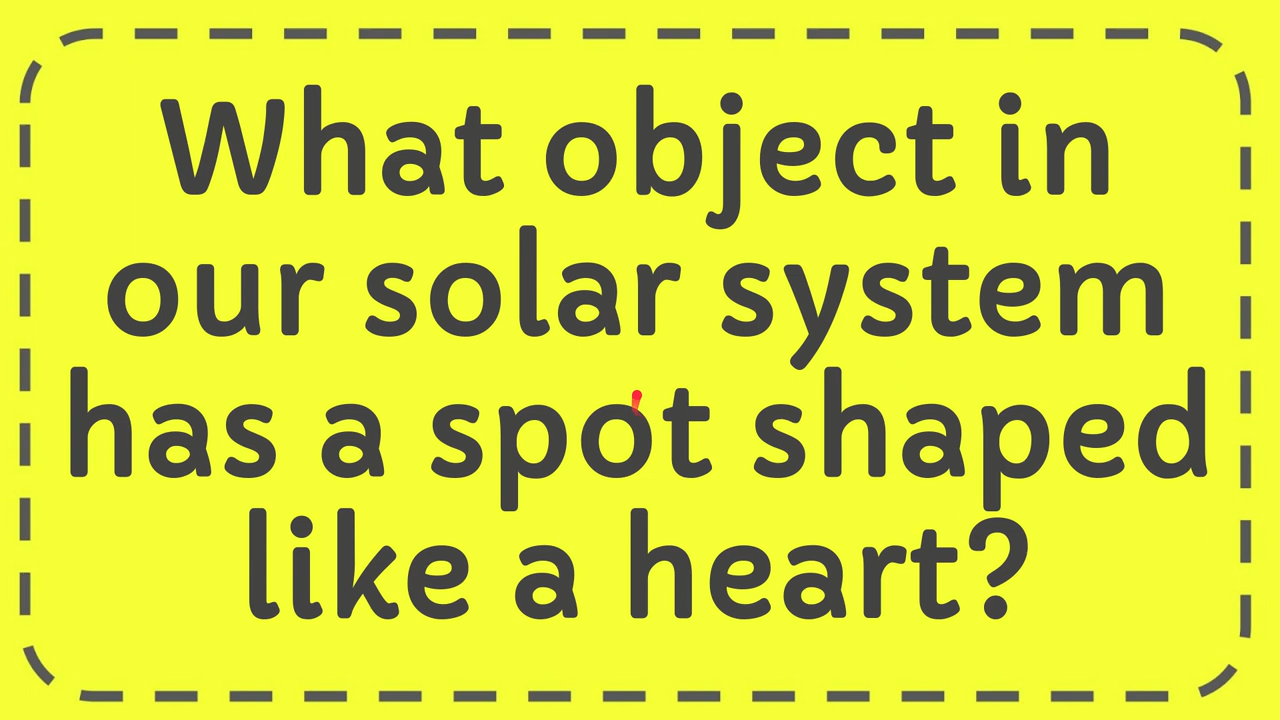 What object in
our solar system
has a spot shaped
like a heart?